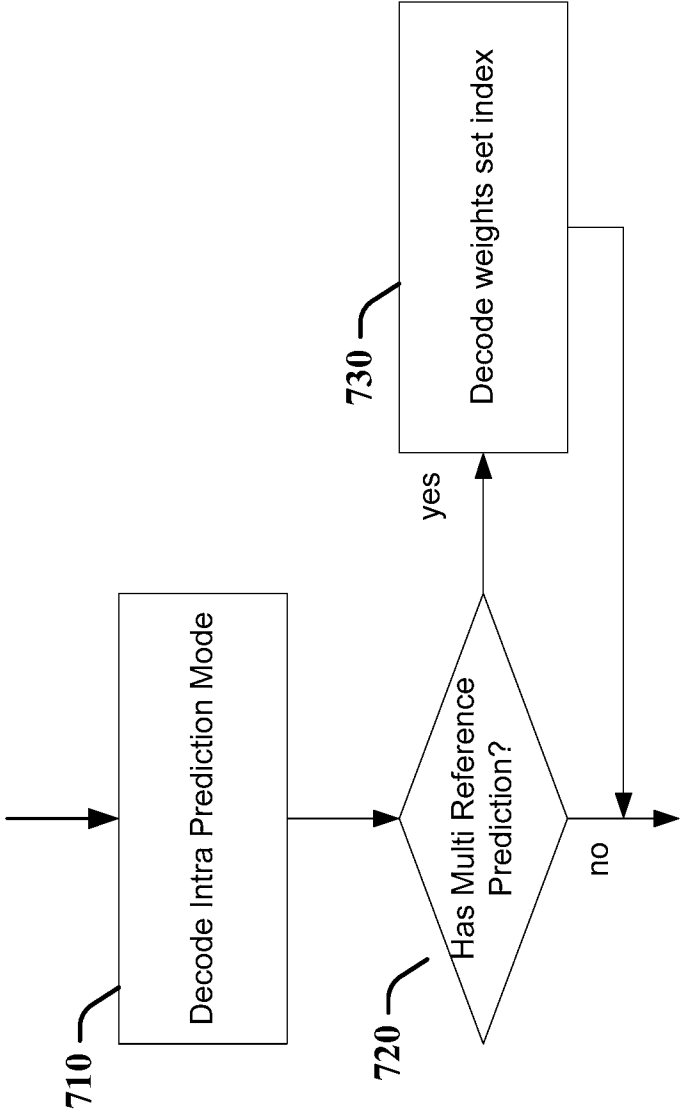 710
Decode Intra Prediction Mode
720
Has Multi Reference
Prediction?
yes
no
730
Decode weights set index